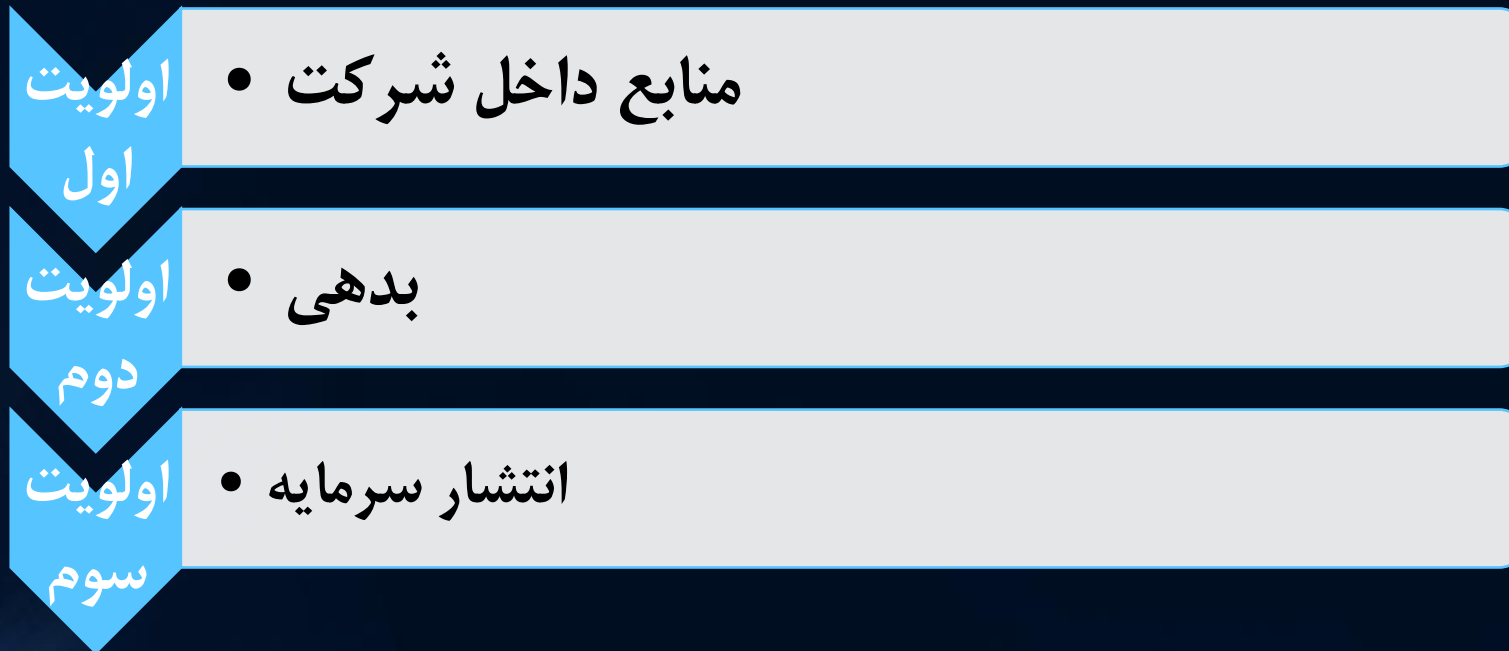 اولویت
اول
• منابع داخل شرکت
اولویت
دوم
• بدهی
اولویت
سوم
• انتشار سرمایه